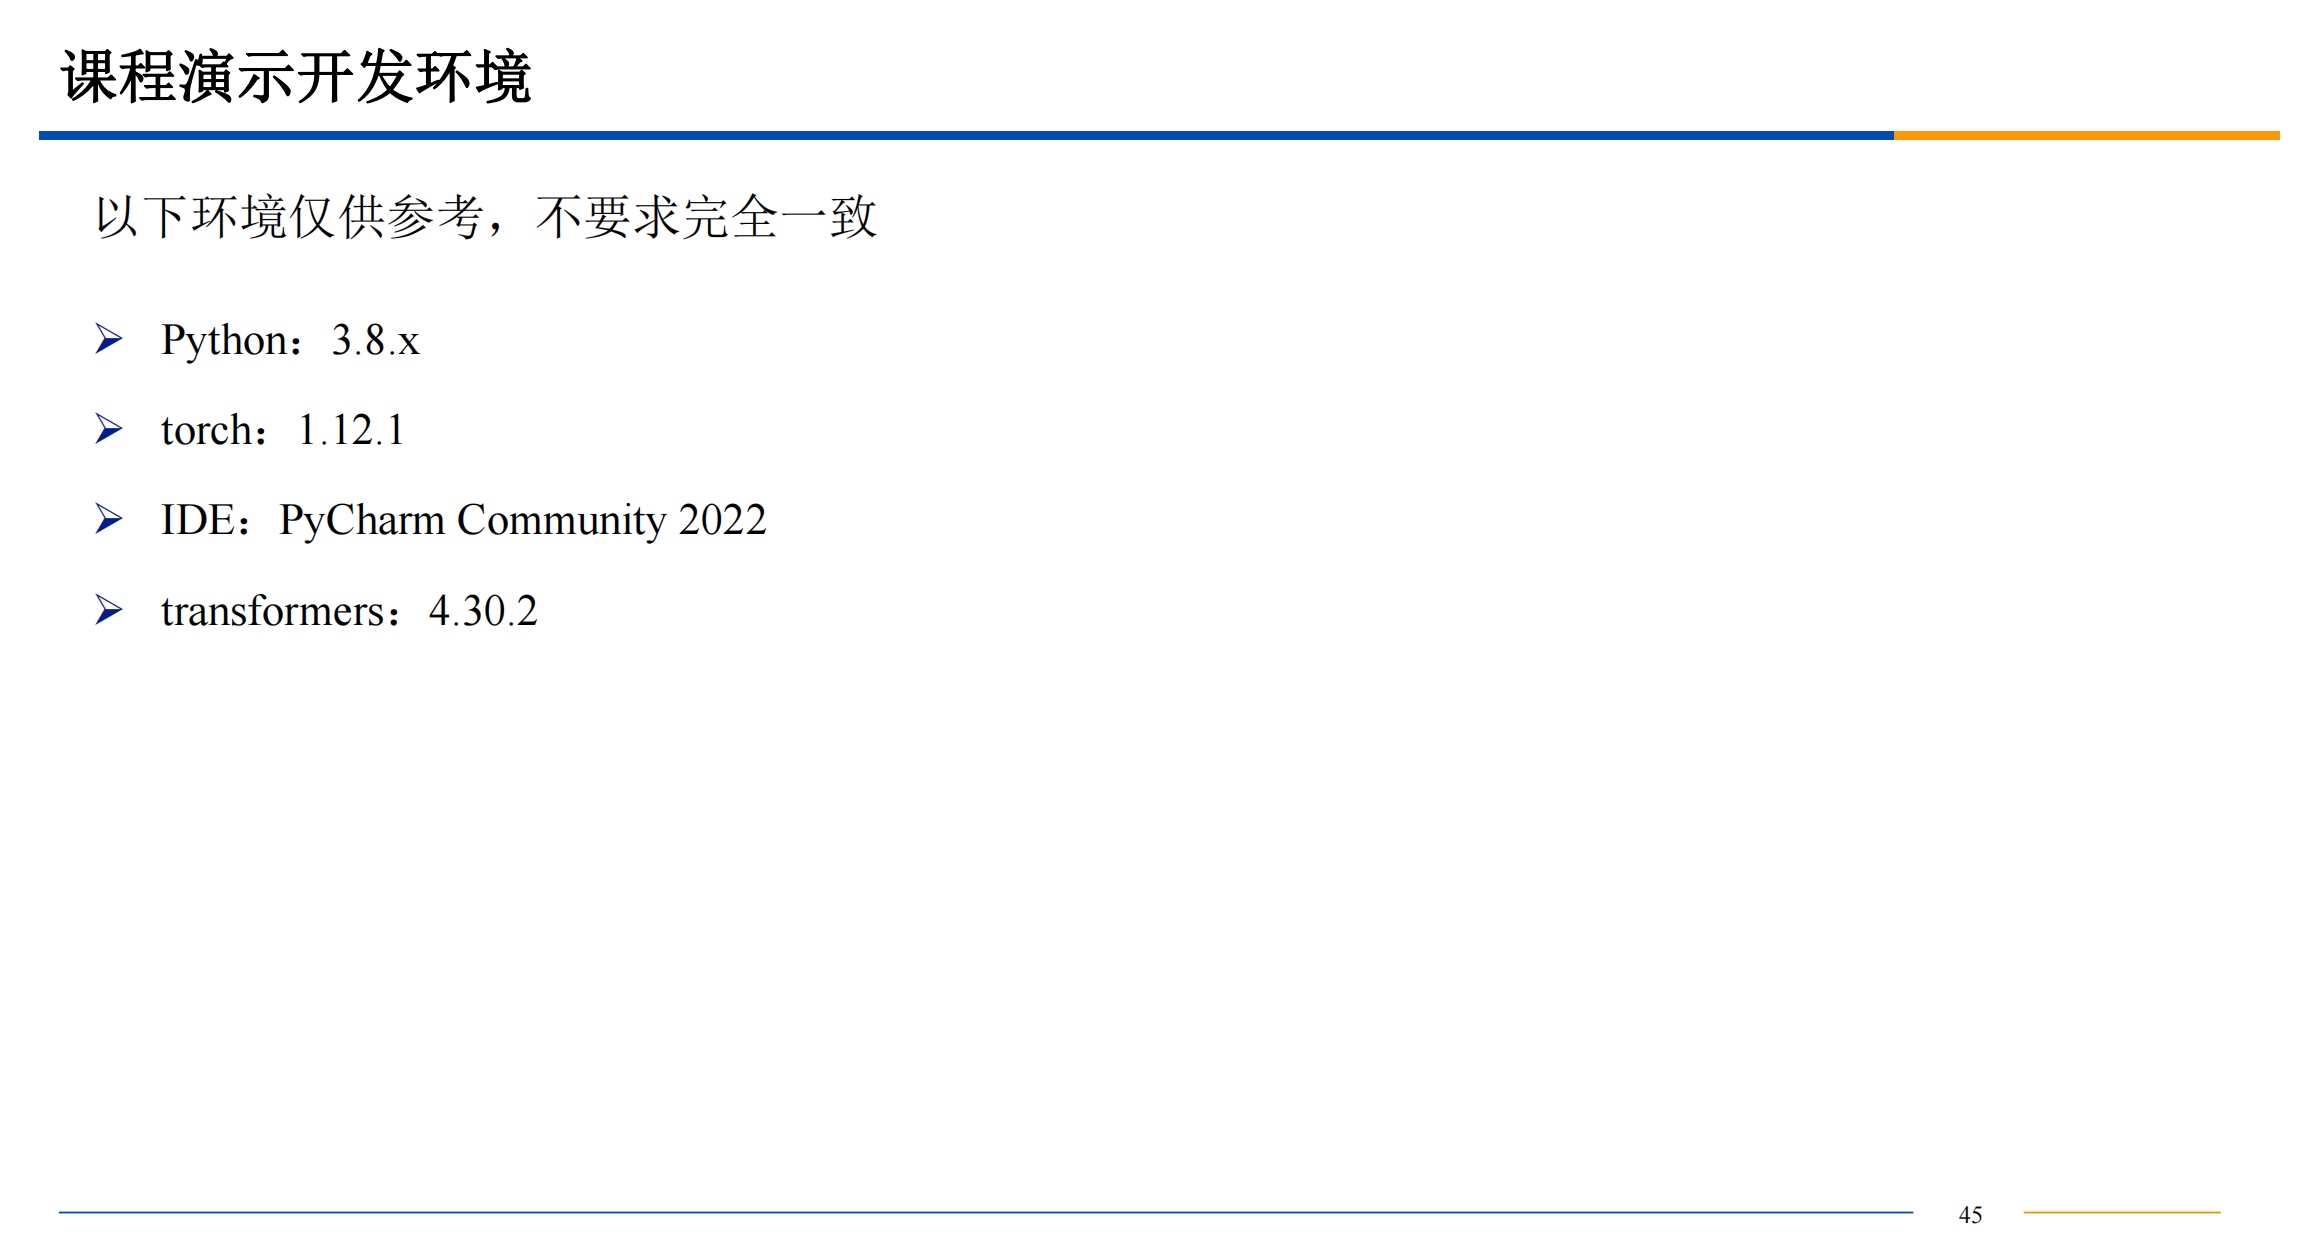 课程演示开发环境
以下环境仅供参考，不要求完全一致
➢ Python：3.8.x
➢ torch：1.12.1
➢ IDE：PyCharm Community 2022
➢ transformers：4.30.2
45